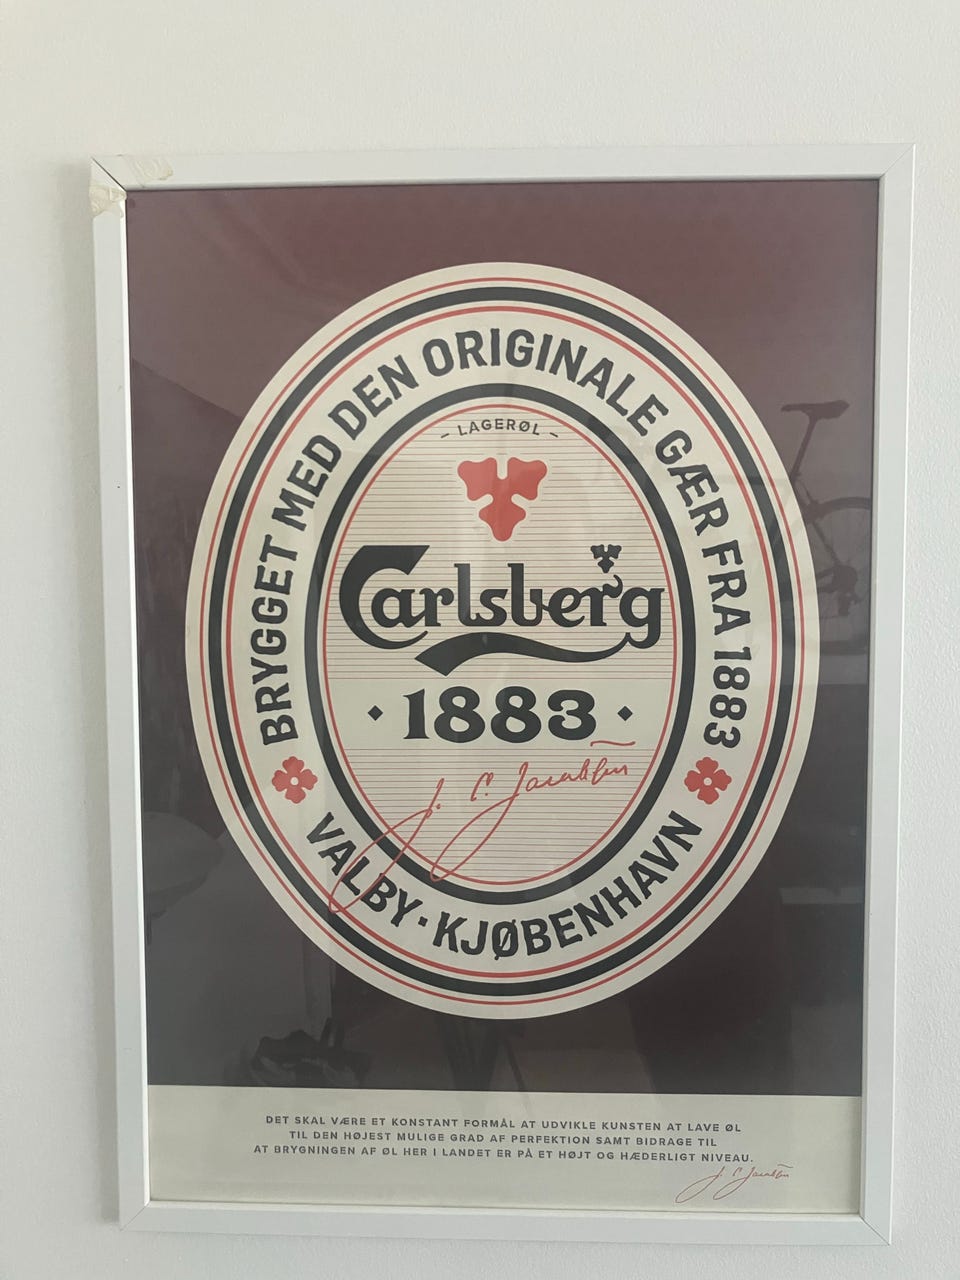 BRYGGET MED DEN ORIGINALE GÆR FRA 1883
– LAGERØL –
Carlsberg
· 1883 ·
J. C. Jacobsen
VALBY · KJØBENHAVN
DET SKAL VÆRE ET KONSTANT FORMÅL AT UDVIKLE KUNSTEN AT LAVE ØL
TIL DEN HØJEST MULIGE GRAD AF PERFEKTION SAMT BIDRAGE TIL
AT BRYGNINGEN AF ØL HER I LANDET ER PÅ ET HØJT OG HÆDERLIGT NIVEAU.
J. C. Jacobsen